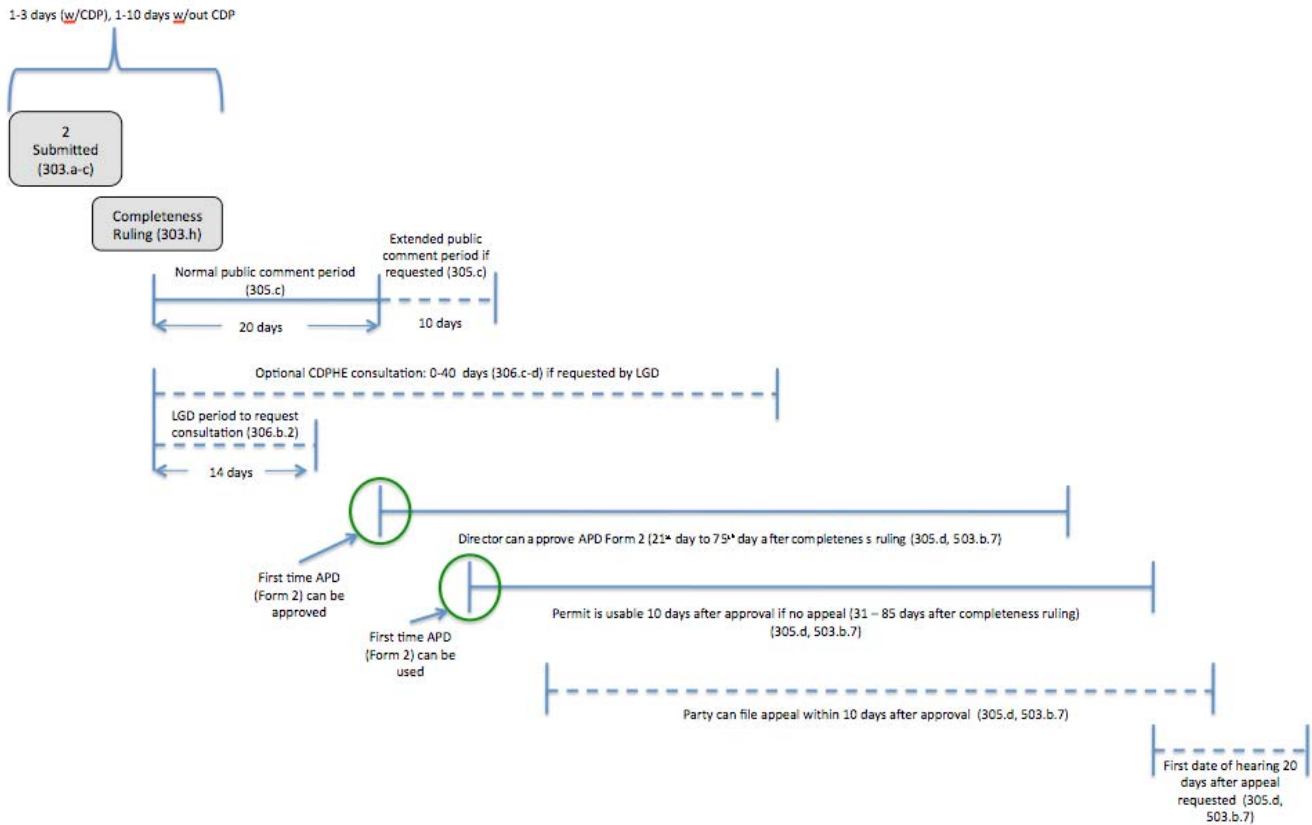 1-3 days (w/CDP), 1-10 days w/out CDP
2
Submitted
(303.a-c)
Completeness
Ruling (303.h)
Normal public comment period
(305.c)
20 days
Extended public
comment period if
requested (305.c)
10 days
Optional CDPHE consultation: 0-40 days (306.c-d) if requested by LGD
LGD period to request
consultation (306.b.2)
14 days
Director can approve APD Form 2 (21st day to 75th day after completenes s ruling (305.d, 503.b.7)
First time APD
(Form 2) can be
approved
Permit is usable 10 days after approval if no appeal (31 – 85 days after completeness ruling)
(305.d, 503.b.7)
First time APD
(Form 2) can be
used
Party can file appeal within 10 days after approval (305.d, 503.b.7)
First date of hearing 20
days after appeal
requested (305.d,
503.b.7)